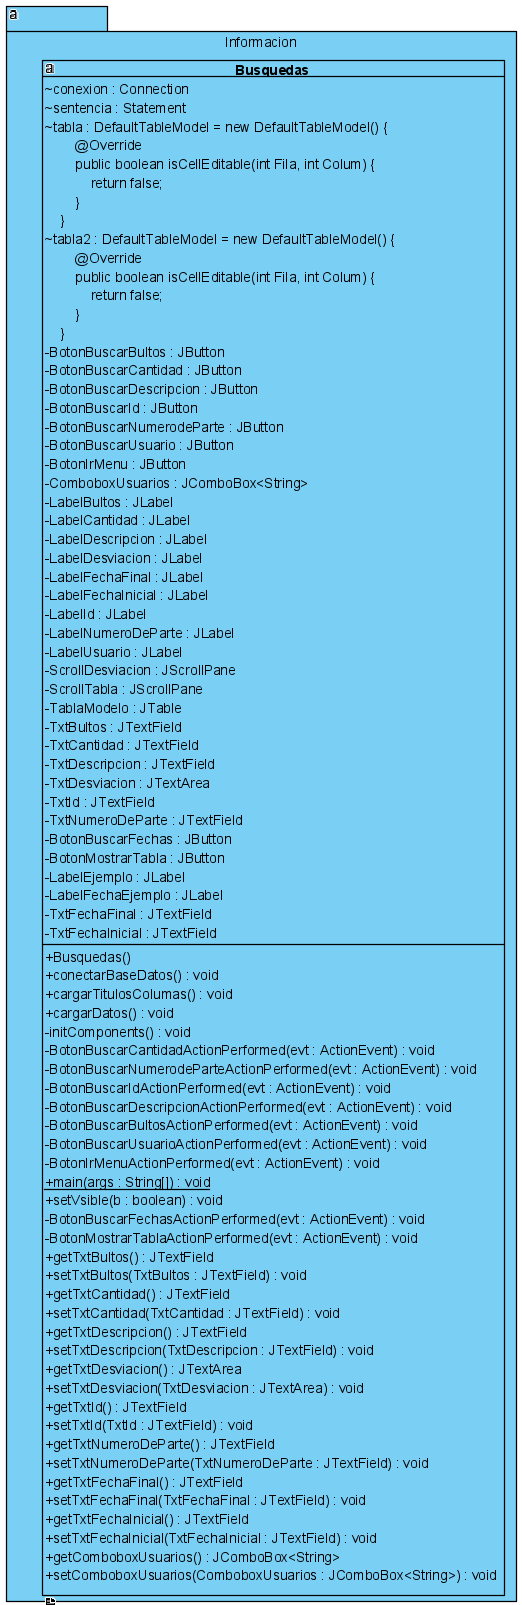 a
Informacion
a
Busquedas
~conexion : Connection
~sentencia : Statement
~tabla : DefaultTableModel = new DefaultTableModel() {
@Override
public boolean isCellEditable(int Fila, int Colum) {
return false;
}
}
~tabla2 : DefaultTableModel = new DefaultTableModel() {
@Override
public boolean isCellEditable(int Fila, int Colum) {
return false;
}
}
-BotonBuscarBultos : JButton
-BotonBuscarCantidad : JButton
-BotonBuscarDescripcion : JButton
-BotonBuscarId : JButton
-BotonBuscarNumerodeParte : JButton
-BotonBuscarUsuario : JButton
-BotonIrMenu : JButton
-ComboboxUsuarios : JComboBox<String>
-LabelBultos : JLabel
-LabelCantidad : JLabel
-LabelDescripcion : JLabel
-LabelDesviacion : JLabel
-LabelFechaFinal : JLabel
-LabelFechaInicial : JLabel
-LabelId : JLabel
-LabelNumeroDeParte : JLabel
-LabelUsuario : JLabel
-ScrollDesviacion : JScrollPane
-ScrollTabla : JScrollPane
-TablaModelo : JTable
-TxtBultos : JTextField
-TxtCantidad : JTextField
-TxtDescripcion : JTextField
-TxtDesviacion : JTextArea
-TxtId : JTextField
-TxtNumeroDeParte : JTextField
-BotonBuscarFechas : JButton
-BotonMostrarTabla : JButton
-LabelEjemplo : JLabel
-LabelFechaEjemplo : JLabel
-TxtFechaFinal : JTextField
-TxtFechaInicial : JTextField
+Busquedas()
+conectarBaseDatos() : void
+cargarTitulosColumas() : void
+cargarDatos() : void
-initComponents() : void
-BotonBuscarCantidadActionPerformed(evt : ActionEvent) : void
-BotonBuscarNumerodeParteActionPerformed(evt : ActionEvent) : void
-BotonBuscarIdActionPerformed(evt : ActionEvent) : void
-BotonBuscarDescripcionActionPerformed(evt : ActionEvent) : void
-BotonBuscarBultosActionPerformed(evt : ActionEvent) : void
-BotonBuscarUsuarioActionPerformed(evt : ActionEvent) : void
-BotonIrMenuActionPerformed(evt : ActionEvent) : void
+main(args : String[]) : void
+setVsible(b : boolean) : void
-BotonBuscarFechasActionPerformed(evt : ActionEvent) : void
-BotonMostrarTablaActionPerformed(evt : ActionEvent) : void
+getTxtBultos() : JTextField
+setTxtBultos(TxtBultos : JTextField) : void
+getTxtCantidad() : JTextField
+setTxtCantidad(TxtCantidad : JTextField) : void
+getTxtDescripcion() : JTextField
+setTxtDescripcion(TxtDescripcion : JTextField) : void
+getTxtDesviacion() : JTextArea
+setTxtDesviacion(TxtDesviacion : JTextArea) : void
+getTxtId() : JTextField
+setTxtId(TxtId : JTextField) : void
+getTxtNumeroDeParte() : JTextField
+setTxtNumeroDeParte(TxtNumeroDeParte : JTextField) : void
+getTxtFechaFinal() : JTextField
+setTxtFechaFinal(TxtFechaFinal : JTextField) : void
+getTxtFechaInicial() : JTextField
+setTxtFechaInicial(TxtFechaInicial : JTextField) : void
+getComboboxUsuarios() : JComboBox<String>
+setComboboxUsuarios(ComboboxUsuarios : JComboBox<String>) : void